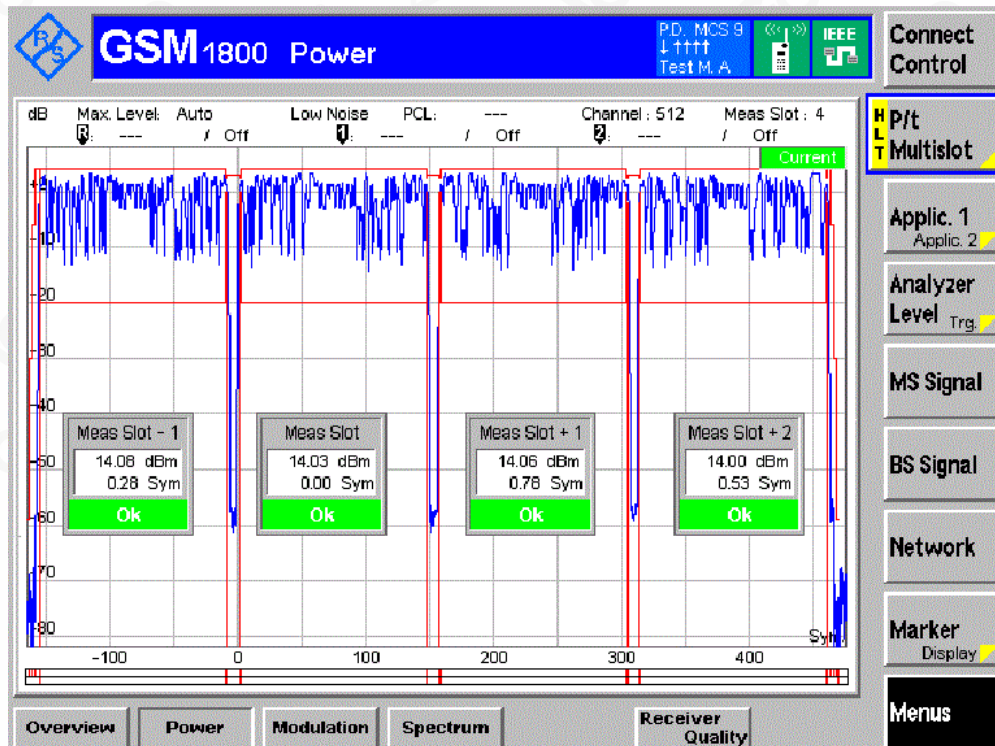 R/S
GSM 1800 Power
P.D. MCS 9
↓ ↑↑↑↑
Test M. A.
IEEE
Connect
Control
dB Max. Level: Auto Low Noise PCL: --- Channel : 512 Meas Slot : 4
R: --- / Off 1: --- / Off 2: --- / Off
HLT
P/t
Multislot
Current
Applic. 1
Applic. 2
-10
Analyzer
Level Trg.
-20
-30
MS Signal
-40
Meas Slot - 1 Meas Slot Meas Slot + 1 Meas Slot + 2
14.08 dBm 14.03 dBm 14.06 dBm 14.00 dBm
0.28 Sym 0.00 Sym 0.78 Sym 0.53 Sym
Ok Ok Ok Ok
BS Signal
-50
-60
Network
-70
-80
Sym
Marker
Display
-100 0 100 200 300 400
Menus
Overview Power Modulation Spectrum Receiver
Quality